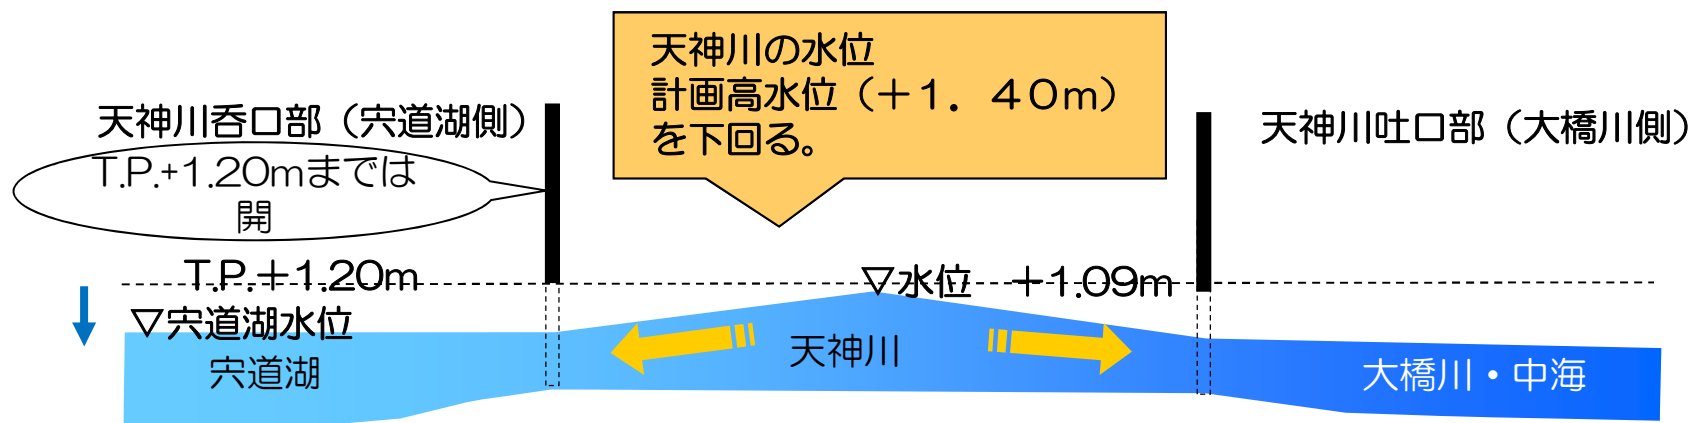 天神川の水位
計画高水位（＋１．４０ｍ）
を下回る。
天神川呑口部（宍道湖側）
T.P.+1.20mまでは
開
天神川吐口部（大橋川側）
T.P.＋1.20m
▽水位　＋1.09m
▽宍道湖水位
宍道湖
天神川
大橋川・中海